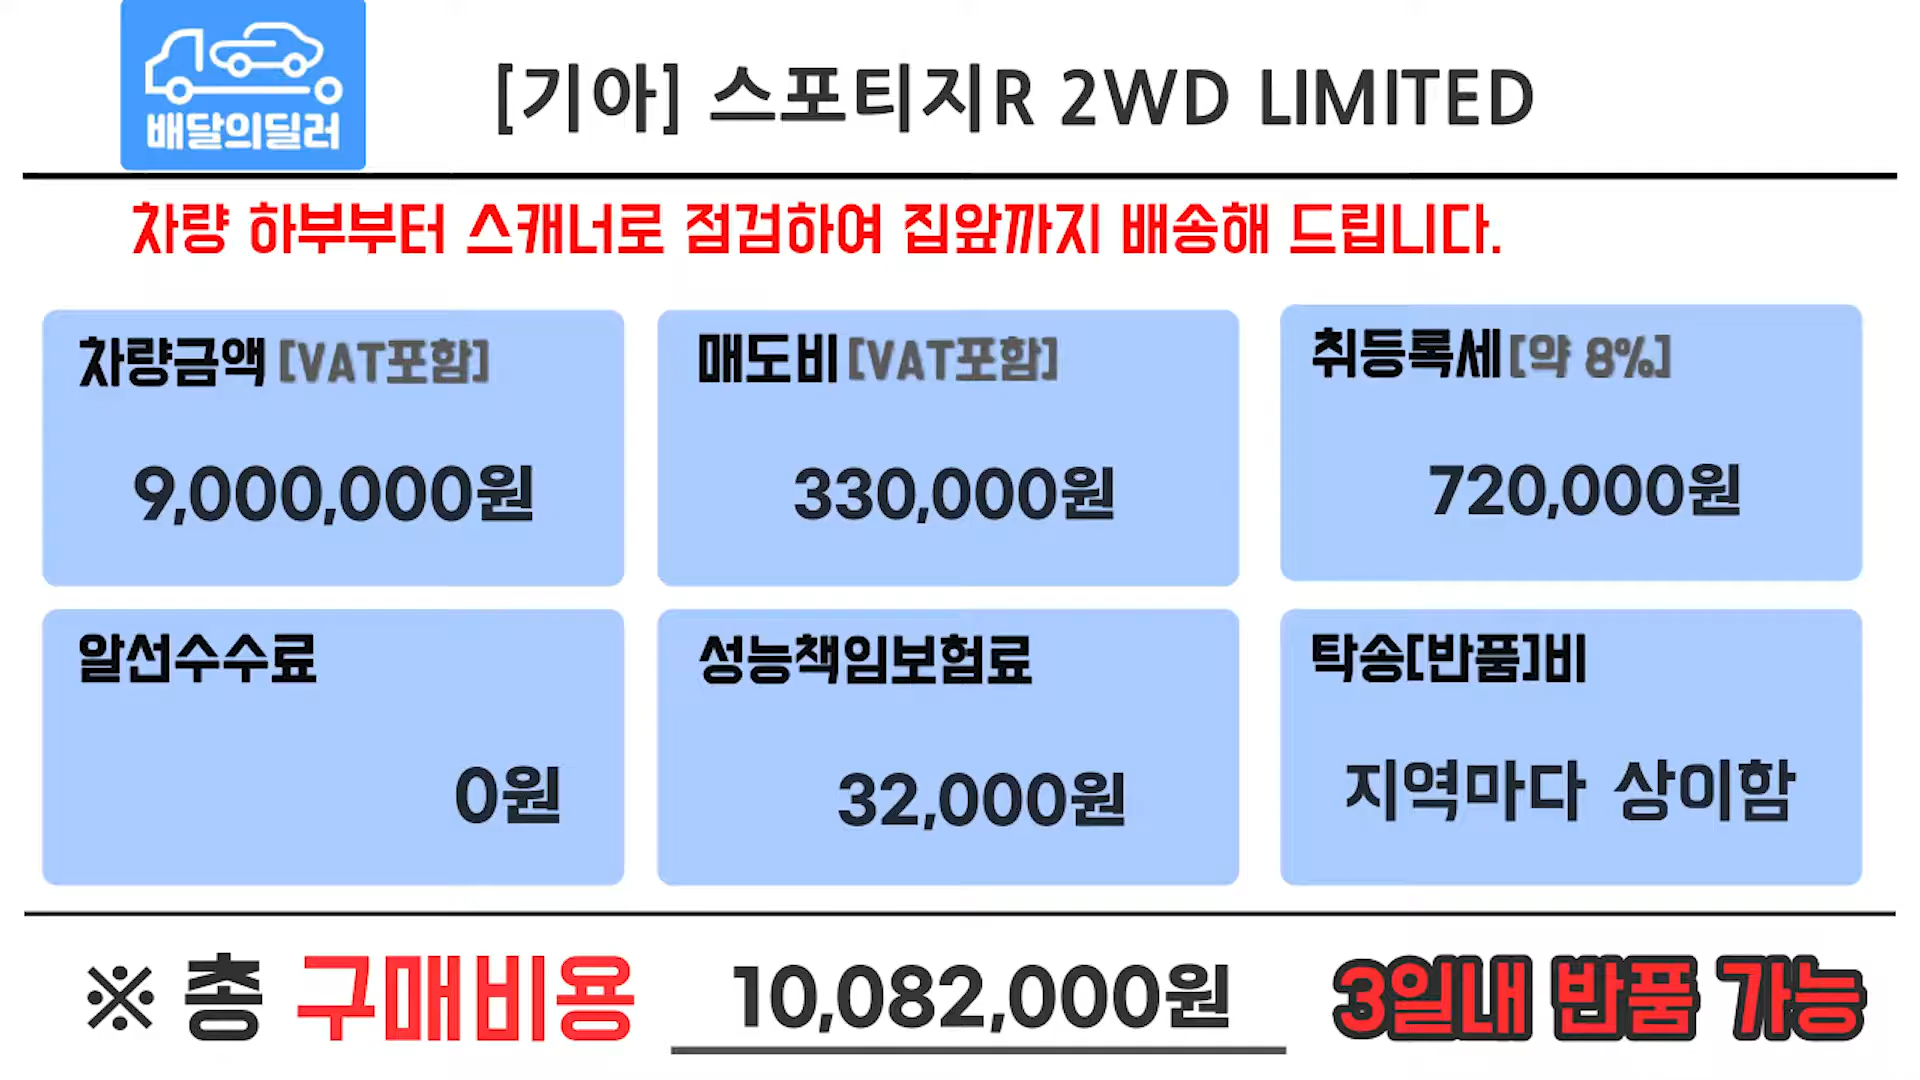 배달의딜러
[기아] 스포티지R 2WD LIMITED
차량 하부부터 스캐너로 점검하여 집앞까지 배송해 드립니다.
차량금액 [VAT포함]
9,000,000원
매도비 [VAT포함]
330,000원
취등록세 [약 8%]
720,000원
알선수수료
0원
성능책임보험료
32,000원
탁송[반품]비
지역마다 상이함
※ 총 구매비용 10,082,000원 3일내 반품 가능